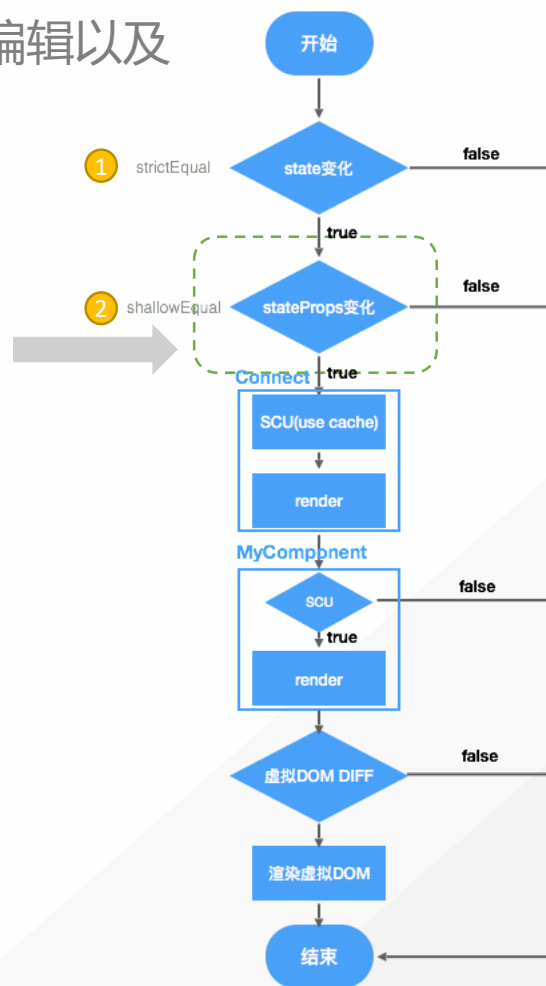 编辑以及
开始
1
strictEqual
state变化
false
true
2
shallowEqual
stateProps变化
false
true
Connect
SCU(use cache)
render
MyComponent
SCU
false
true
render
虚拟DOM DIFF
false
渲染虚拟DOM
结束